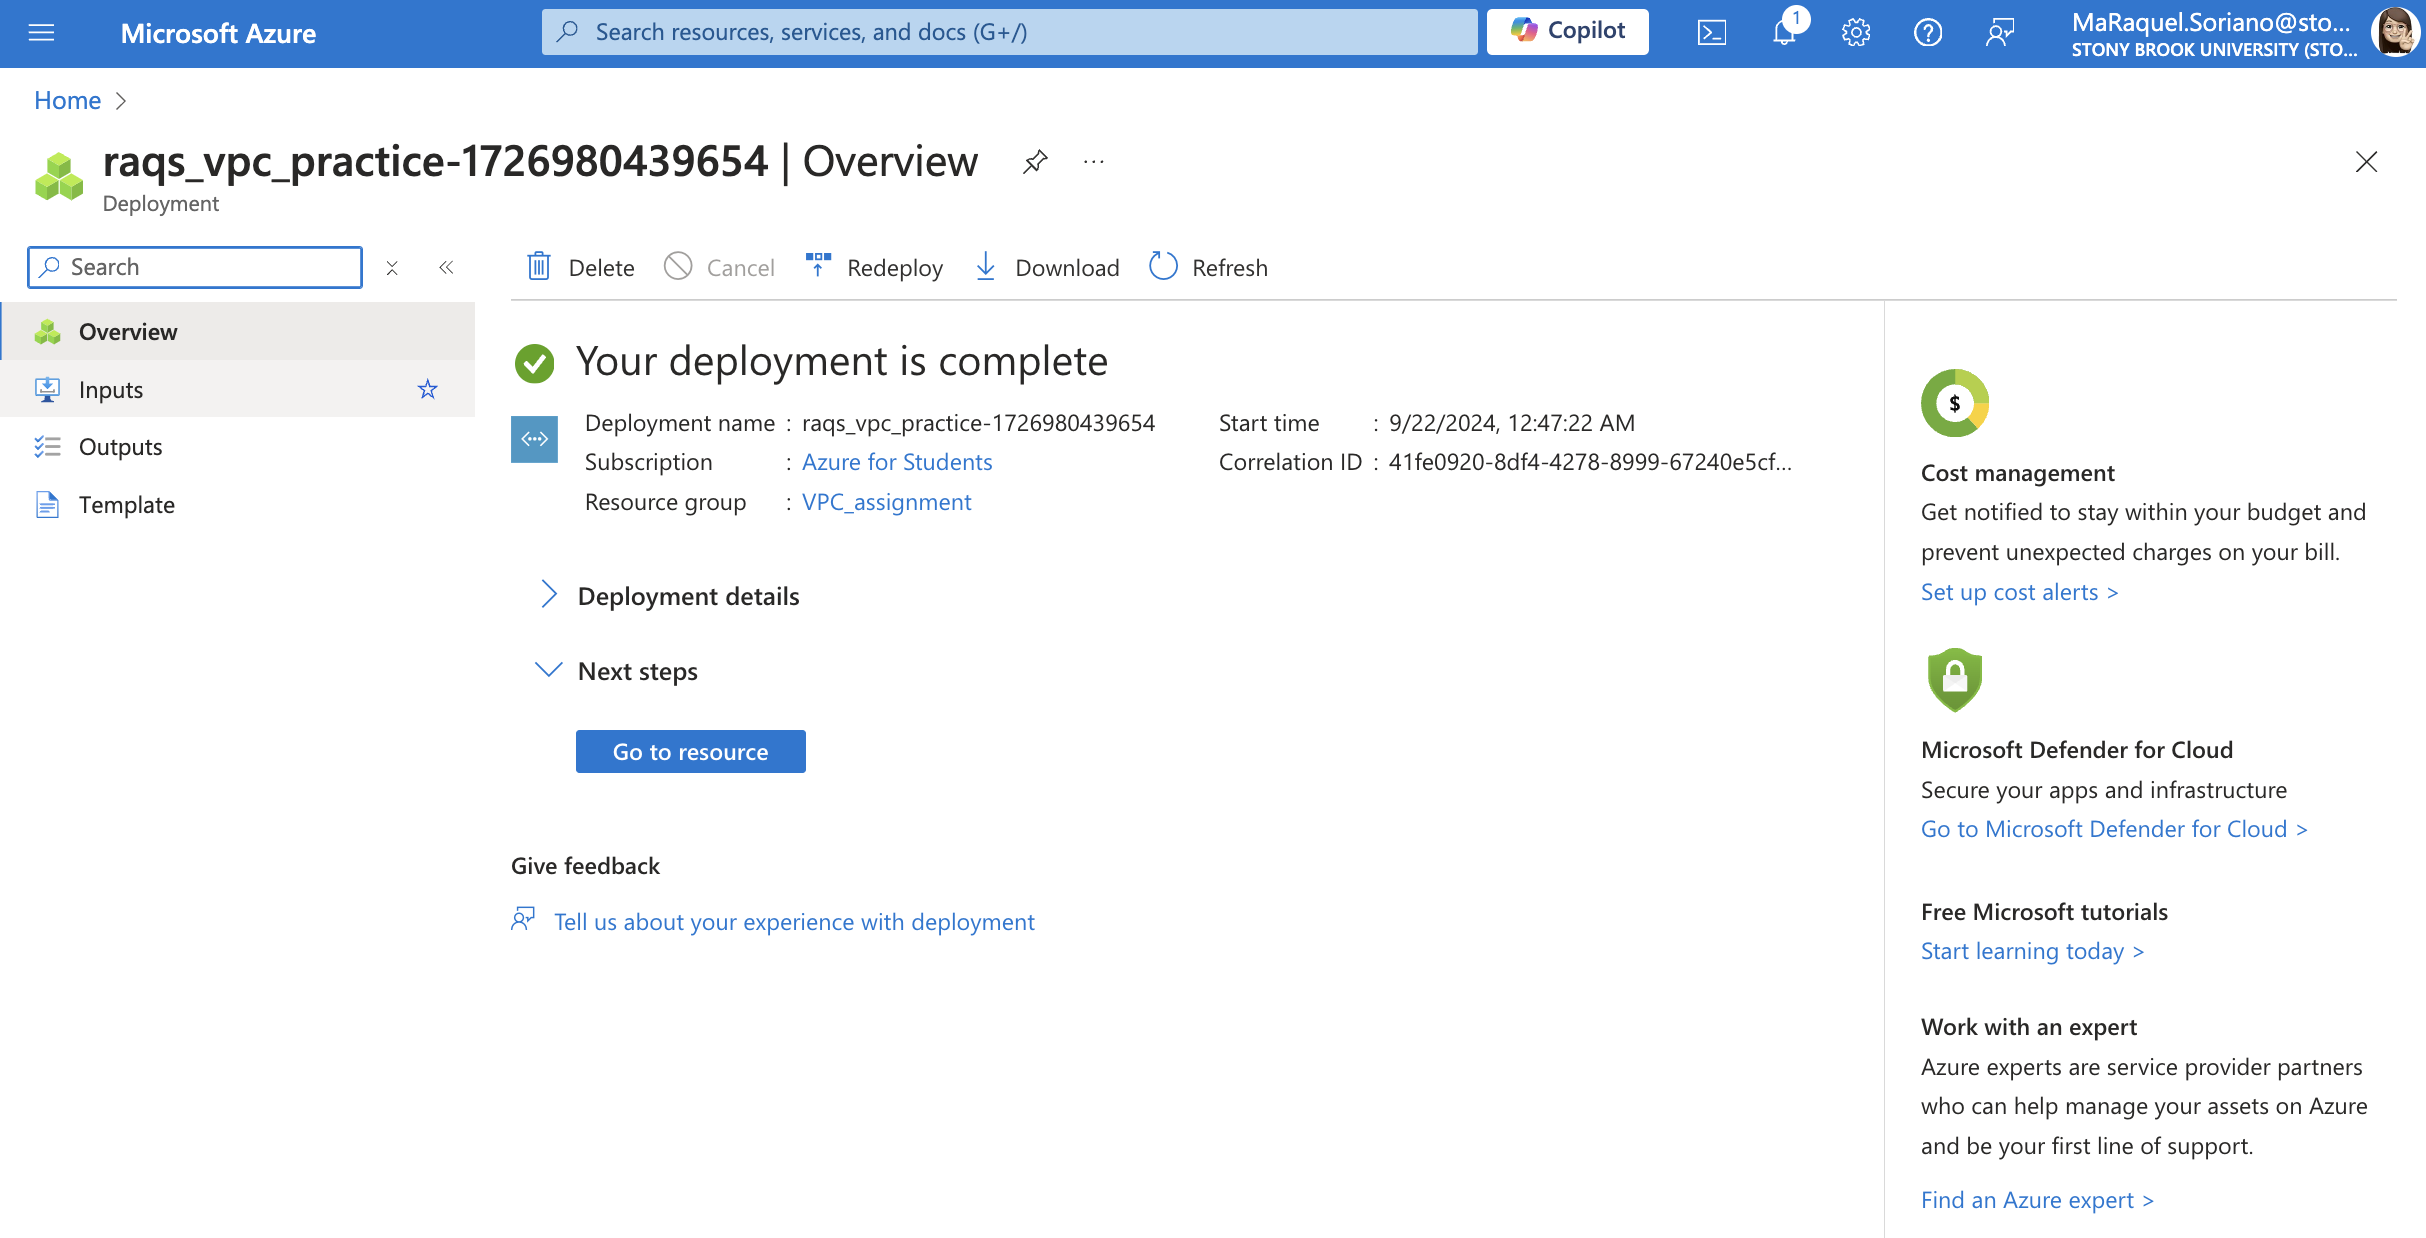 Microsoft Azure
Search resources, services, and docs (G+/)
Copilot
1
MaRaquel.Soriano@sto...
STONY BROOK UNIVERSITY (STO...
Home
raqs_vpc_practice-1726980439654 | Overview
Deployment
Search
Delete
Cancel
Redeploy
Download
Refresh
Overview
Inputs
Outputs
Template
Your deployment is complete
Deployment name : raqs_vpc_practice-1726980439654
Subscription : Azure for Students
Resource group : VPC_assignment
Start time : 9/22/2024, 12:47:22 AM
Correlation ID : 41fe0920-8df4-4278-8999-67240e5cf...
Deployment details
Next steps
Go to resource
Give feedback
Tell us about your experience with deployment
$
Cost management
Get notified to stay within your budget and
prevent unexpected charges on your bill.
Set up cost alerts >
Microsoft Defender for Cloud
Secure your apps and infrastructure
Go to Microsoft Defender for Cloud >
Free Microsoft tutorials
Start learning today >
Work with an expert
Azure experts are service provider partners
who can help manage your assets on Azure
and be your first line of support.
Find an Azure expert >